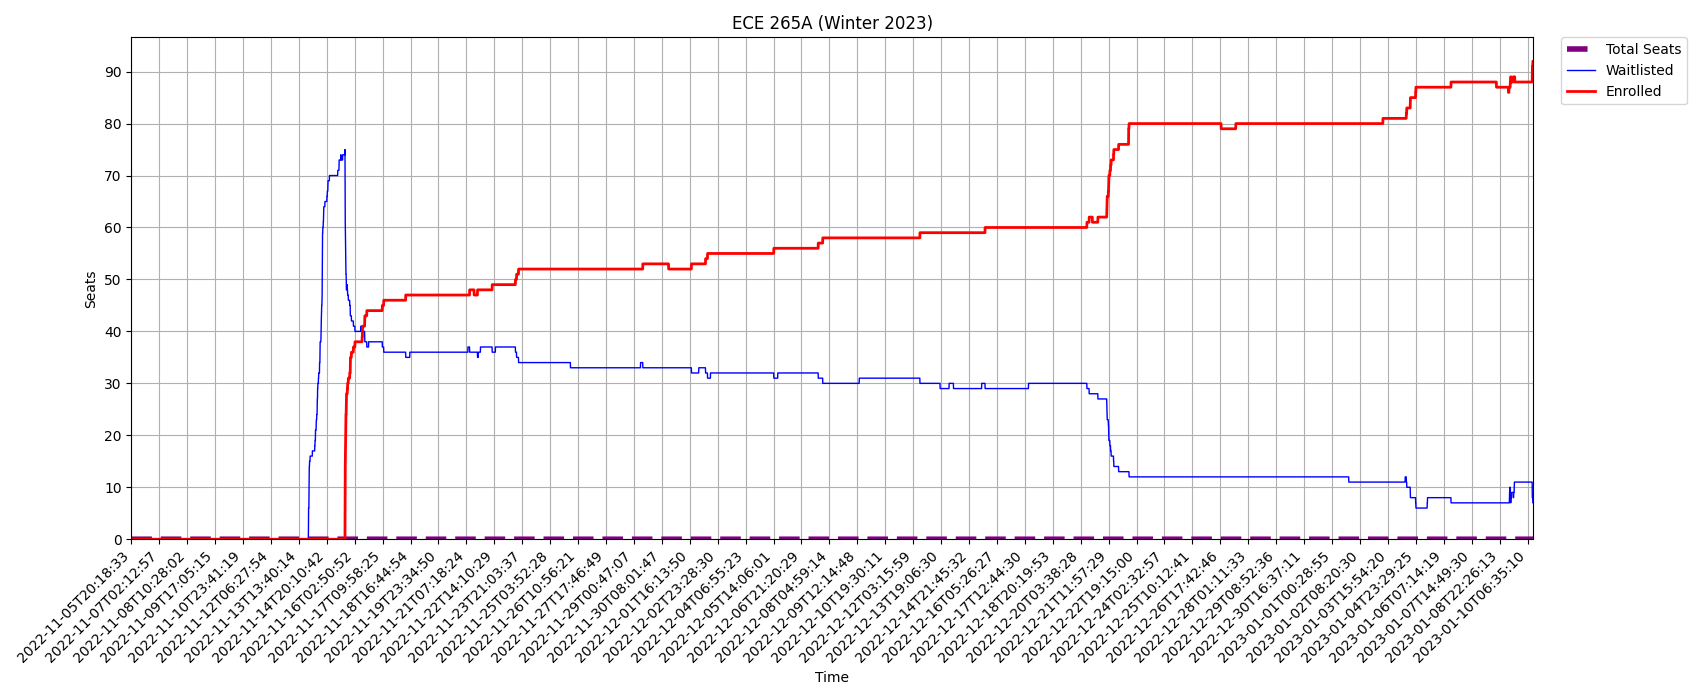 ECE 265A (Winter 2023)
Total Seats
Waitlisted
Enrolled
Seats
90
80
70
60
50
40
30
20
10
0
2022-11-05T20:18:33
2022-11-07T02:12:57
2022-11-08T10:28:02
2022-11-09T17:05:15
2022-11-10T23:41:19
2022-11-12T06:27:54
2022-11-13T13:40:14
2022-11-14T20:10:42
2022-11-16T02:50:52
2022-11-17T09:58:25
2022-11-18T16:44:54
2022-11-19T23:34:50
2022-11-21T07:18:24
2022-11-22T14:10:29
2022-11-23T21:03:37
2022-11-25T03:52:28
2022-11-26T10:56:21
2022-11-27T17:46:49
2022-11-29T00:47:07
2022-11-30T08:01:47
2022-12-01T16:13:50
2022-12-02T23:28:30
2022-12-04T06:55:23
2022-12-05T14:06:01
2022-12-06T21:20:29
2022-12-08T04:59:14
2022-12-09T12:14:48
2022-12-10T19:30:11
2022-12-12T03:15:59
2022-12-13T19:06:30
2022-12-14T21:45:32
2022-12-16T05:26:27
2022-12-17T12:44:30
2022-12-18T20:19:53
2022-12-20T03:38:28
2022-12-21T11:57:29
2022-12-22T19:15:00
2022-12-24T02:32:57
2022-12-25T10:12:41
2022-12-26T17:42:46
2022-12-28T01:11:33
2022-12-29T08:52:36
2022-12-30T16:37:11
2023-01-01T00:28:55
2023-01-02T08:20:30
2023-01-03T15:54:20
2023-01-04T23:29:25
2023-01-06T07:14:19
2023-01-07T14:49:30
2023-01-08T22:26:13
2023-01-10T06:35:10
Time